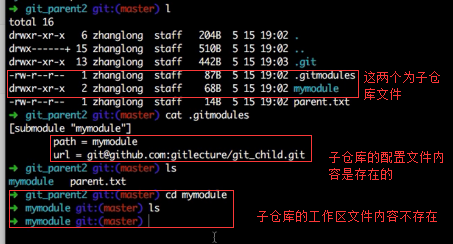 → git_parent2 git:(master) l
total 16
drwxr-xr-x 6 zhanglong staff 204B 5 15 19:02 .
drwx------+ 15 zhanglong staff 510B 5 15 19:02 ..
drwxr-xr-x 13 zhanglong staff 442B 5 15 19:03 .git
-rw-r--r-- 1 zhanglong staff 87B 5 15 19:02 .gitmodules
drwxr-xr-x 2 zhanglong staff 68B 5 15 19:02 mymodule
-rw-r--r-- 1 zhanglong staff 14B 5 15 19:02 parent.txt
这两个为子仓
库文件
→ git_parent2 git:(master) cat .gitmodules
[submodule "mymodule"]
path = mymodule
url = git@github.com:gitlecture/git_child.git
子仓库的配置文件内
容是存在的
→ git_parent2 git:(master) ls
mymodule parent.txt
→ git_parent2 git:(master) cd mymodule
→ mymodule git:(master) ls
→ mymodule git:(master)
子仓库的工作区文件内容不存在